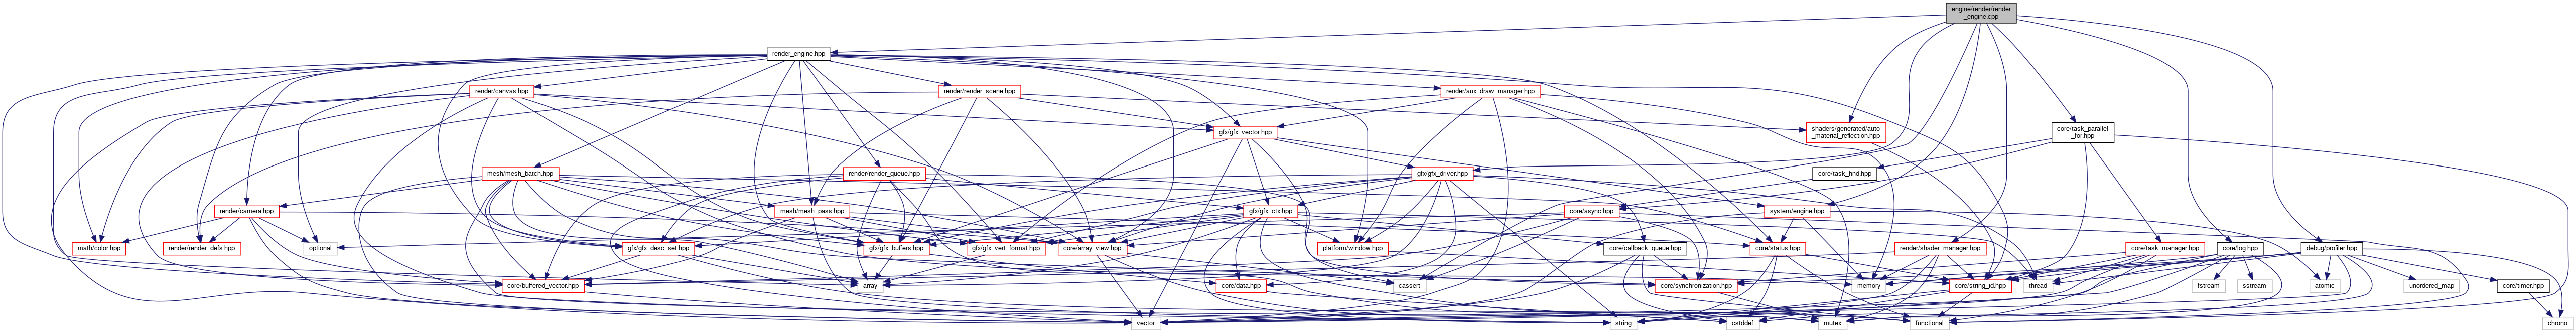 engine/render/render
_engine.cpp
render_engine.hpp
render/canvas.hpp
render/render_scene.hpp
render/aux_draw_manager.hpp
gfx/gfx_vector.hpp
shaders/generated/auto
_material_reflection.hpp
core/task_parallel
_for.hpp
mesh/mesh_batch.hpp
render/render_queue.hpp
gfx/gfx_driver.hpp
core/task_hnd.hpp
render/camera.hpp
mesh/mesh_pass.hpp
gfx/gfx_ctx.hpp
core/async.hpp
system/engine.hpp
math/color.hpp
render/render_defs.hpp
optional
gfx/gfx_desc_set.hpp
gfx/gfx_buffers.hpp
gfx/gfx_vert_format.hpp
core/array_view.hpp
platform/window.hpp
core/callback_queue.hpp
core/status.hpp
render/shader_manager.hpp
core/task_manager.hpp
core/log.hpp
debug/profiler.hpp
core/buffered_vector.hpp
array
core/data.hpp
cassert
core/synchronization.hpp
memory
core/string_id.hpp
thread
fstream
sstream
atomic
unordered_map
core/timer.hpp
vector
string
cstddef
mutex
functional
chrono